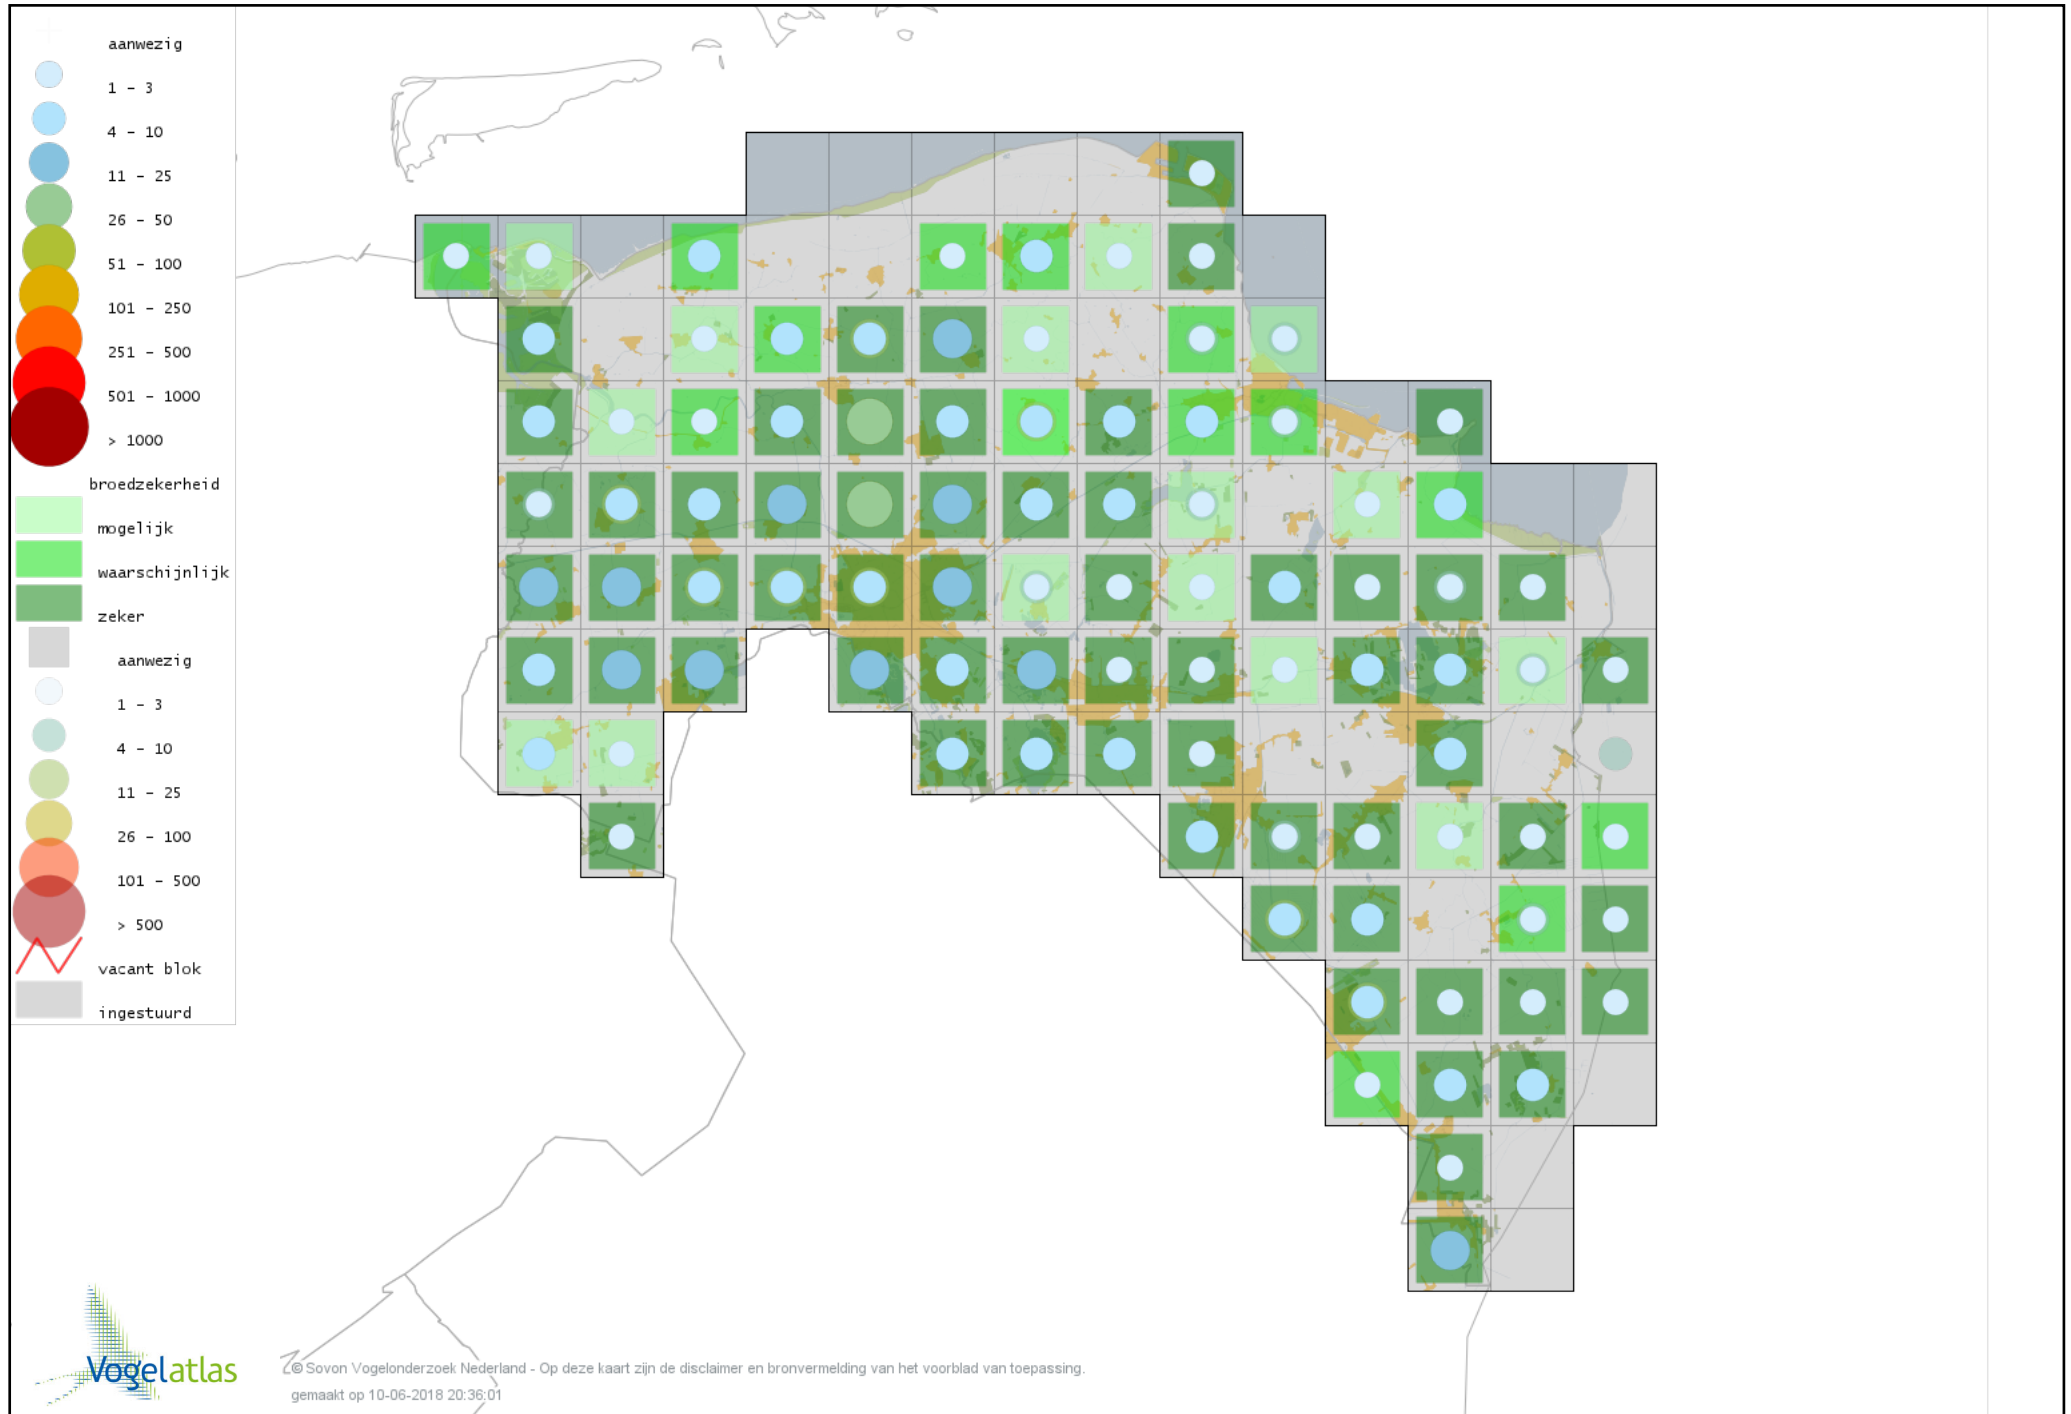 aanwezig
1 - 3
4 - 10
11 - 25
26 - 50
51 - 100
101 - 250
251 - 500
501 - 1000
> 1000
broedzekerheid
mogelijk
waarschijnlijk
zeker
aanwezig
1 - 3
4 - 10
11 - 25
26 - 100
101 - 500
> 500
vacant blok
ingestuurd
Vogelatlas
© Sovon Vogelonderzoek Nederland - Op deze kaart zijn de disclaimer en bronvermelding van het voorblad van toepassing.
gemaakt op 10-06-2018 20:36:01